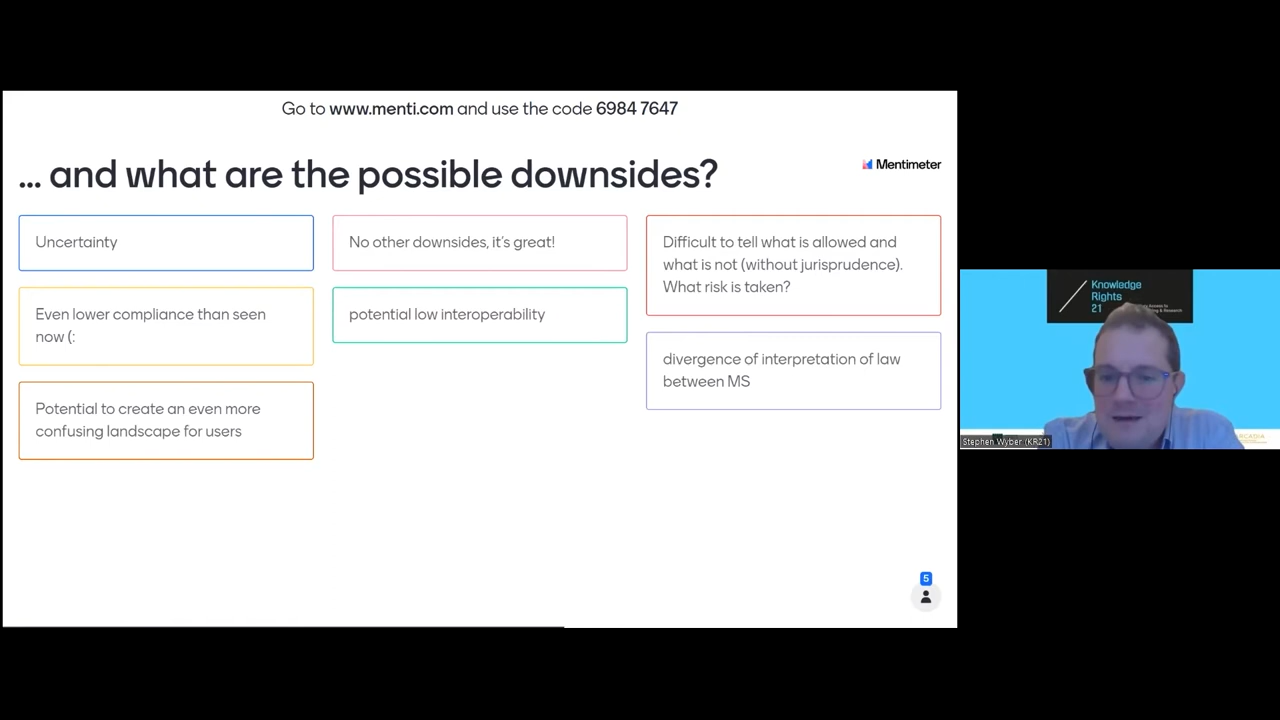 Go to www.menti.com and use the code 6984 7647
... and what are the possible downsides?
Mentimeter
Uncertainty
Even lower compliance than seen
now (:
Potential to create an even more
confusing landscape for users
No other downsides, it's great!
potential low interoperability
Difficult to tell what is allowed and
what is not (without jurisprudence).
What risk is taken?
divergence of interpretation of law
between MS
5
Knowledge
Rights
21
& Research
Stephen Wyber (KR21)